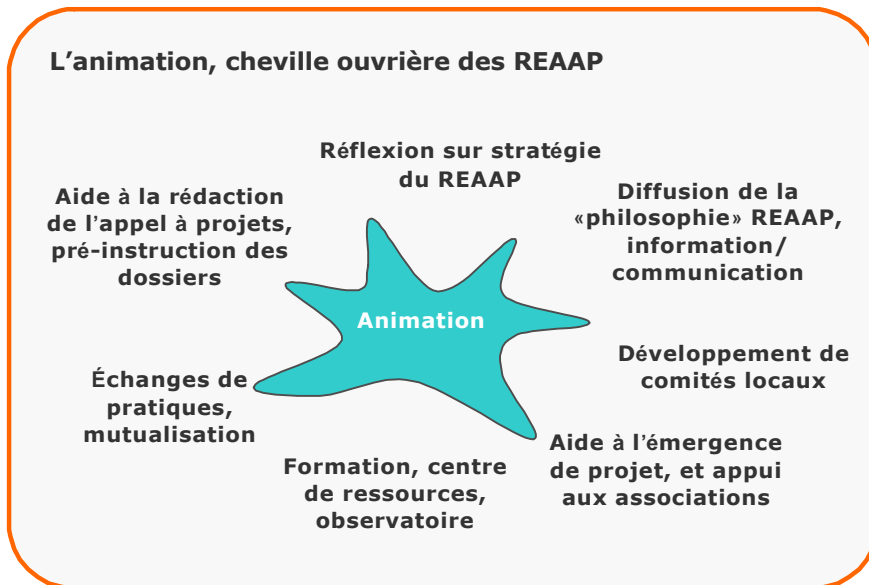 L’animation, cheville ouvrière des REAAP
Réflexion sur stratégie
du REAAP
Aide à la rédaction
de l’appel à projets,
pré-instruction des
dossiers
Diffusion de la
«philosophie» REAAP,
information/
communication
Animation
Développement de
comités locaux
Échanges de
pratiques,
mutualisation
Aide à l’émergence
de projet, et appui
aux associations
Formation, centre
de ressources,
observatoire